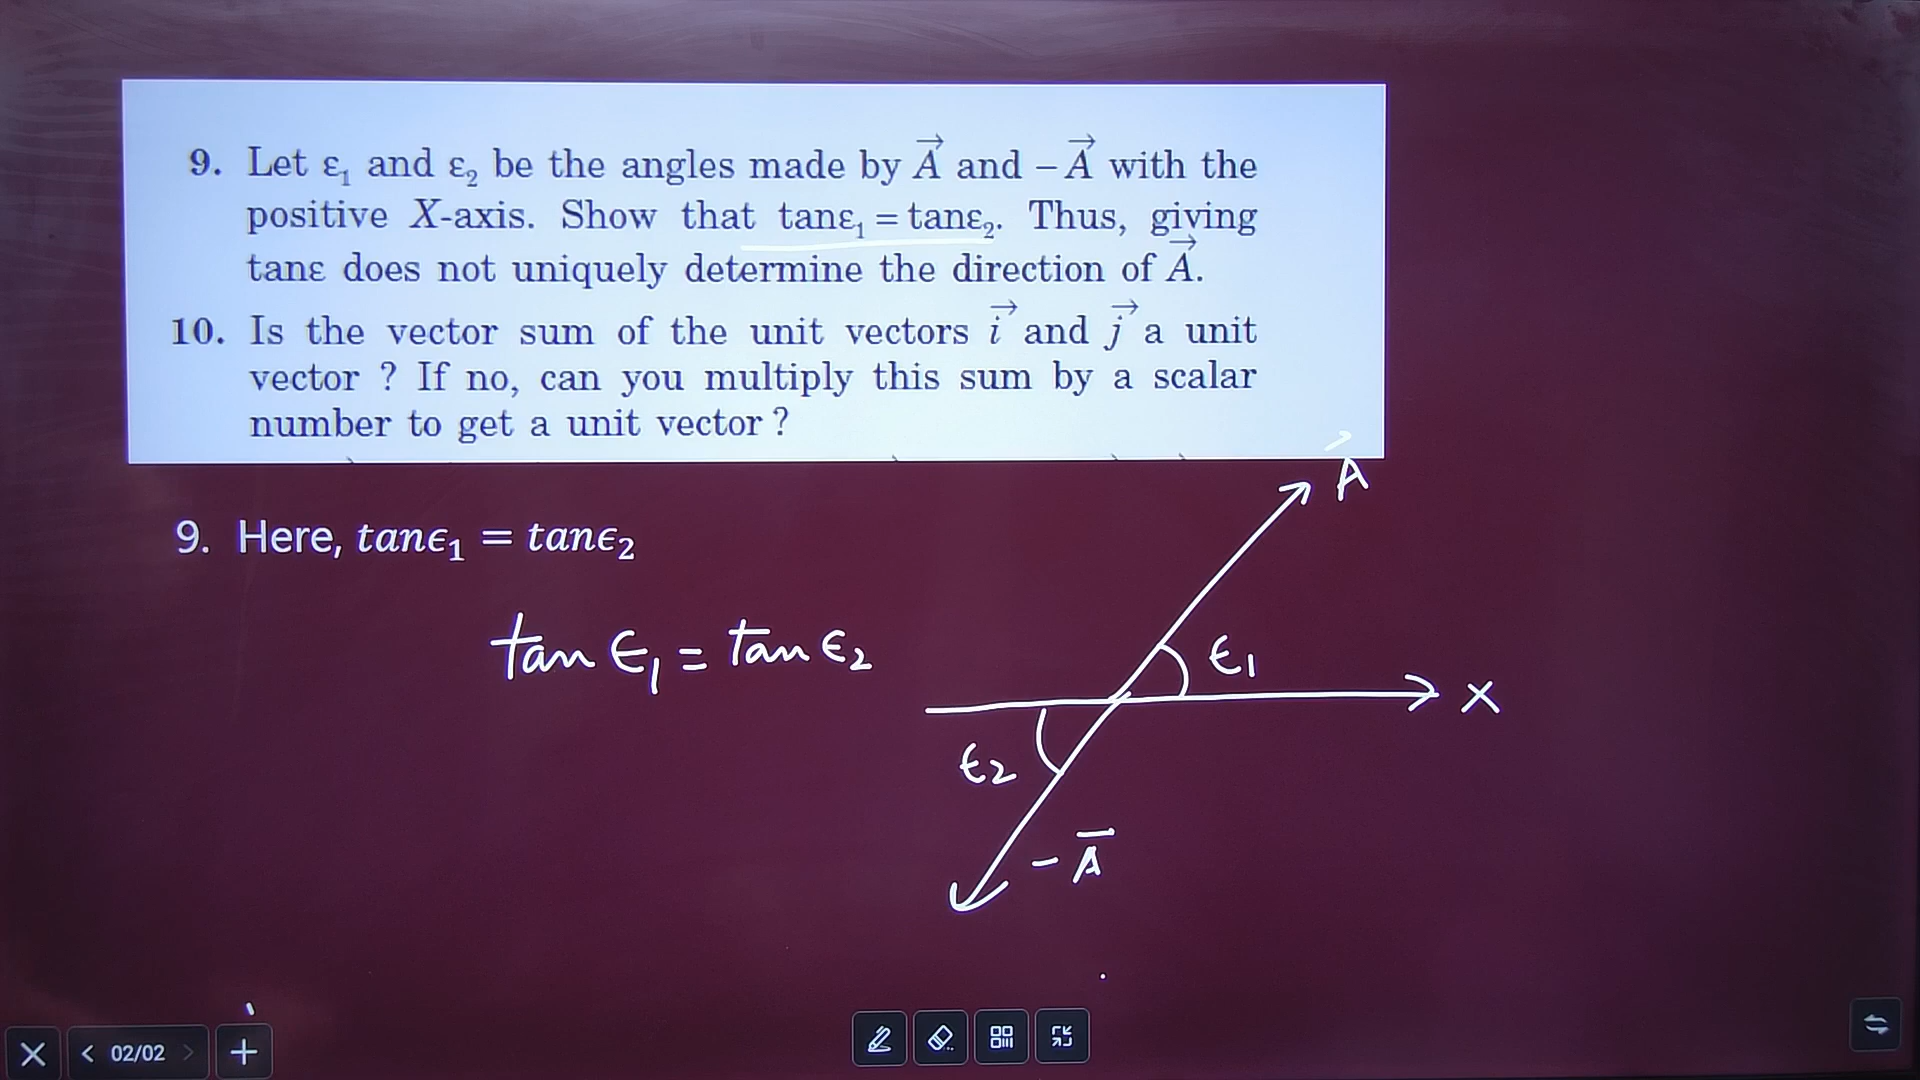 9. Let ε₁ and ε₂ be the angles made by A⃗ and – A⃗ with the
positive X-axis. Show that tanε₁ = tanε₂. Thus, giving
tanε does not uniquely determine the direction of A⃗.
10. Is the vector sum of the unit vectors i⃗ and j⃗ a unit
vector ? If no, can you multiply this sum by a scalar
number to get a unit vector ?
A⃗
9. Here, tanϵ₁ = tanϵ₂
tan ϵ₁ = tan ϵ₂
ϵ₁
X
ϵ₂
– A̅
02/02